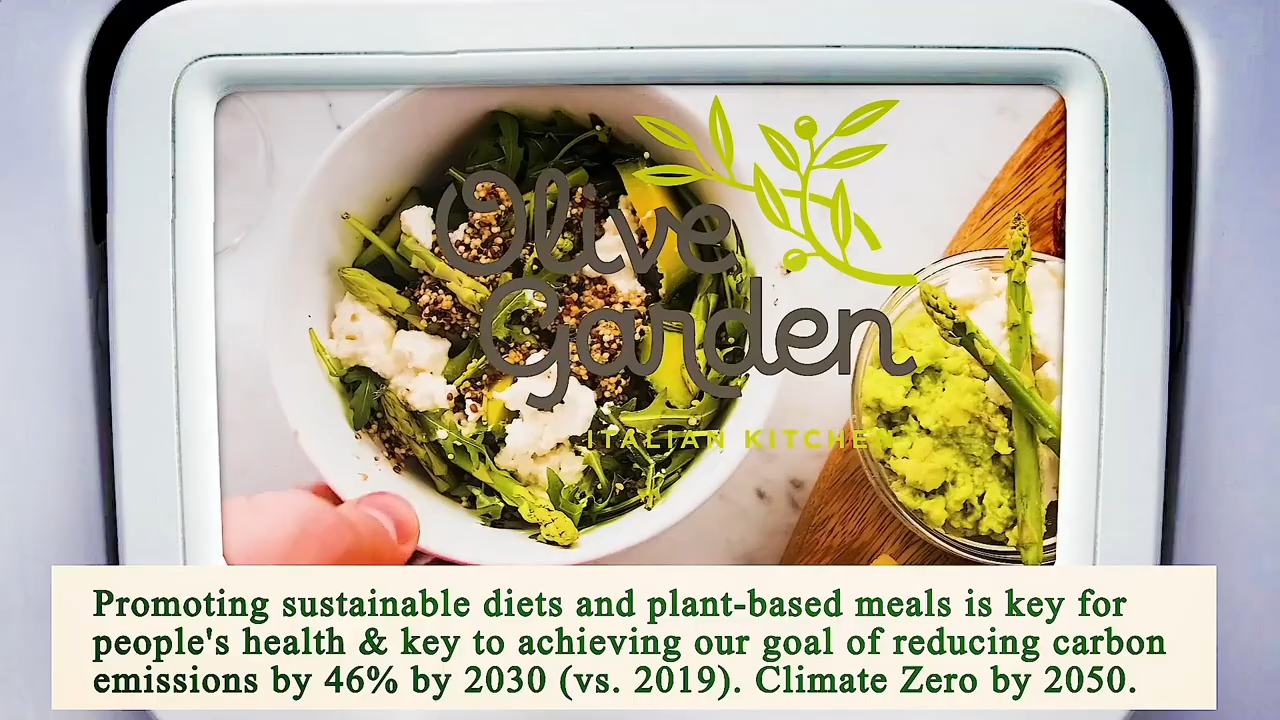 Olive
Garden
ITALIAN KITCHEN
Promoting sustainable diets and plant-based meals is key for
people's health & key to achieving our goal of reducing carbon
emissions by 46% by 2030 (vs. 2019). Climate Zero by 2050.